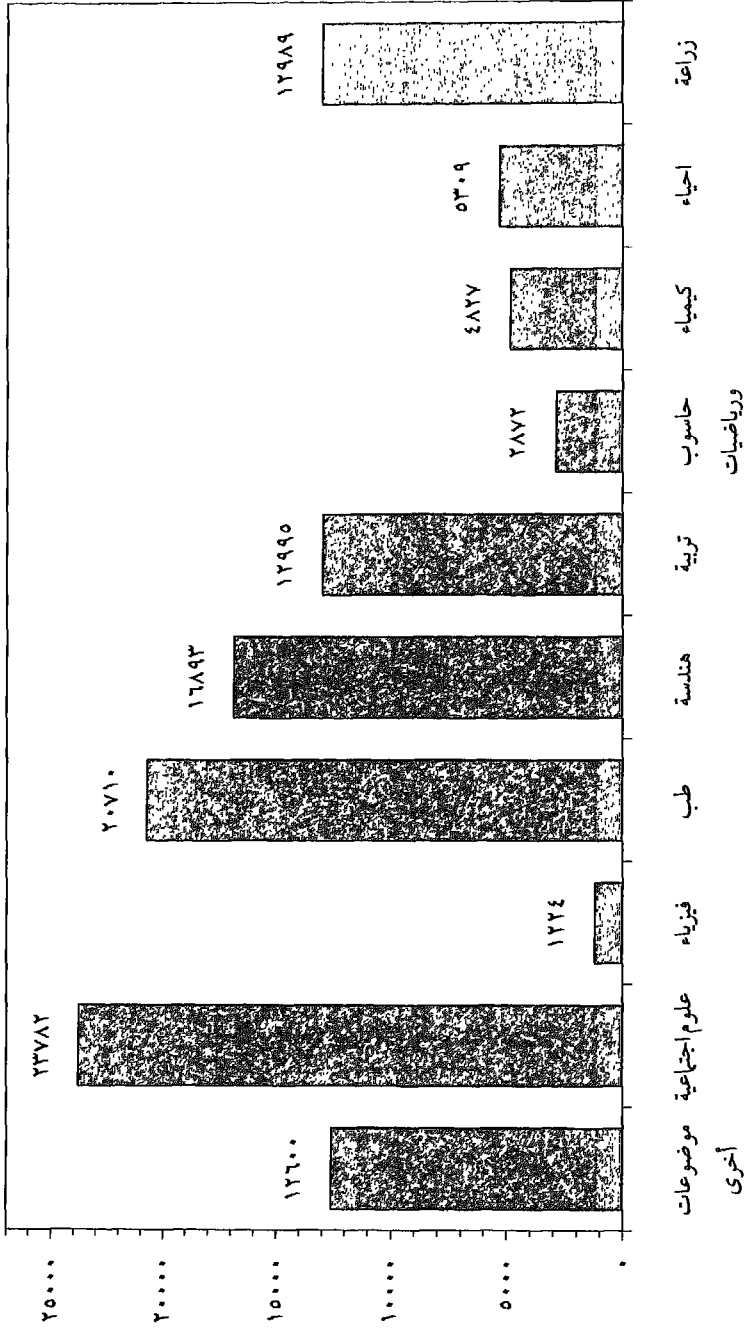 ٢٥٠٠٠
٢٠٠٠٠
١٥٠٠٠
١٠٠٠٠
٥٠٠٠
٠
١٢٩٨٩
٥٣٠٩
٤٨٢٧
٢٨٧٢
١٢٩٩٥
١٦٨٩٣
٢٠٧١٠
١٢٢٤
٢٣٧٨٢
١٢٦٠٠
زراعة
احياء
كيمياء
حاسوب
ورياضيات
تربية
هندسة
طب
فيزياء
علوم اجتماعية
موضوعات
أخرى